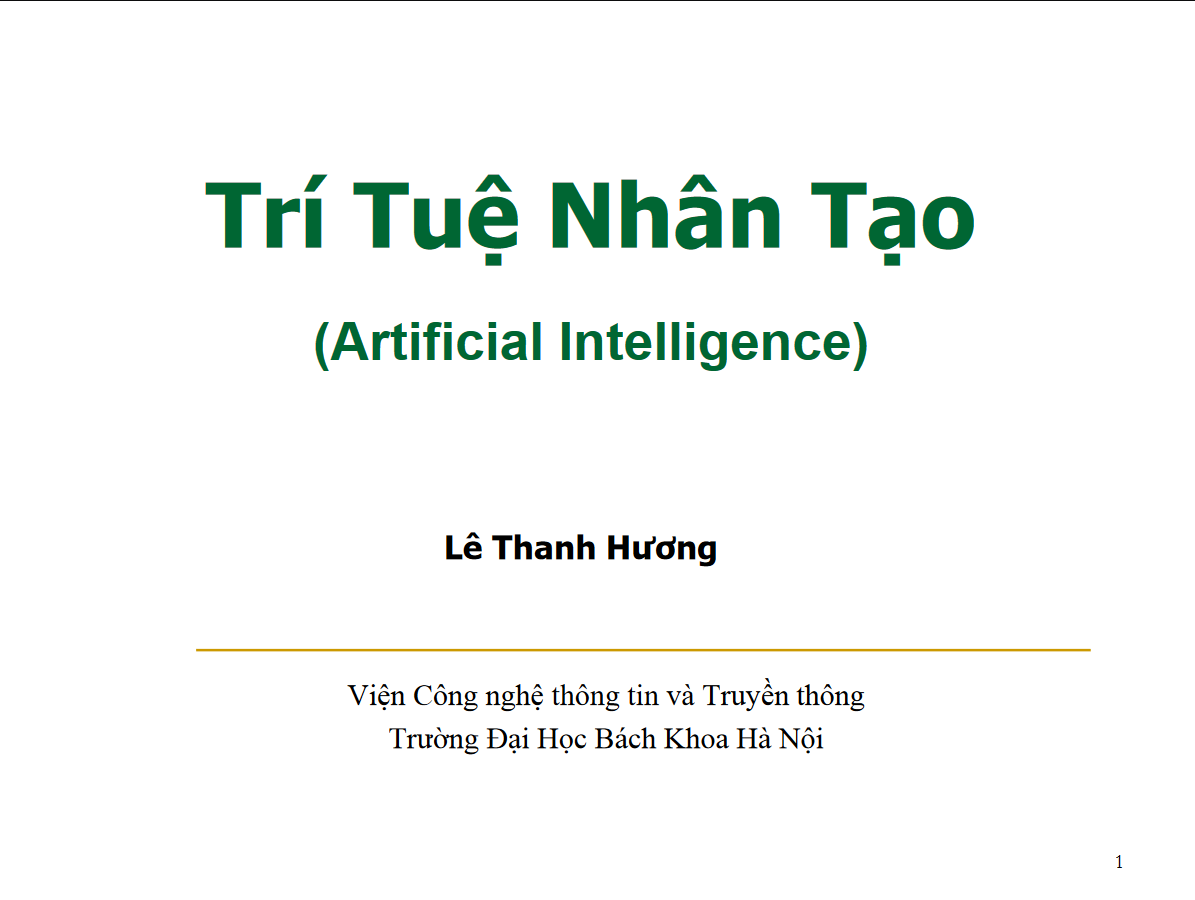 Trí Tuệ Nhân Tạo
(Artificial Intelligence)
Lê Thanh Hương
Viện Công nghệ thông tin và Truyền thông
Trường Đại Học Bách Khoa Hà Nội
1